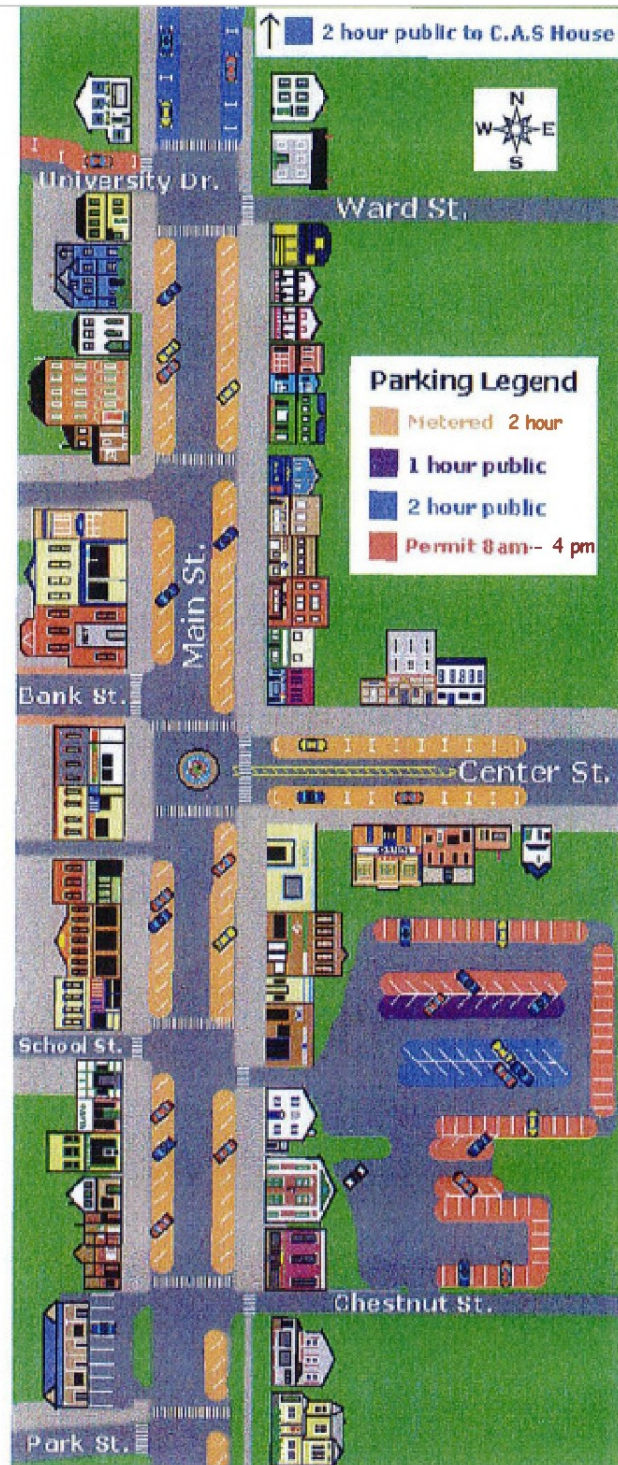 ↑ 2 hour public to C.A.S House
N
W E
S
University Dr.
Ward St.
Parking Legend
Metered 2 hour
1 hour public
2 hour public
Permit 8am-- 4 pm
Main St.
Bank St.
Center St.
School St.
Chestnut St.
Park St.